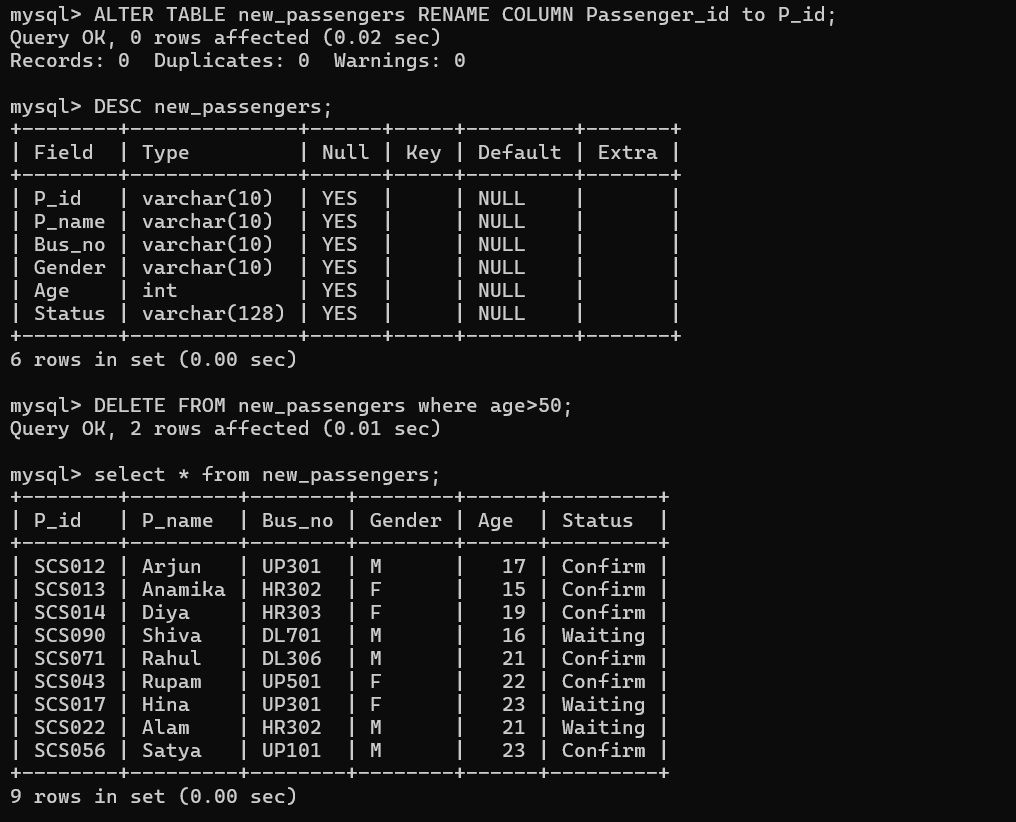 mysql> ALTER TABLE new_passengers RENAME COLUMN Passenger_id to P_id;
Query OK, 0 rows affected (0.02 sec)
Records: 0  Duplicates: 0  Warnings: 0

mysql> DESC new_passengers;
+---------+--------------+------+-----+---------+-------+
| Field   | Type         | Null | Key | Default | Extra |
+---------+--------------+------+-----+---------+-------+
| P_id    | varchar(10)  | YES  |     | NULL    |       |
| P_name  | varchar(10)  | YES  |     | NULL    |       |
| Bus_no  | varchar(10)  | YES  |     | NULL    |       |
| Gender  | varchar(10)  | YES  |     | NULL    |       |
| Age     | int          | YES  |     | NULL    |       |
| Status  | varchar(128) | YES  |     | NULL    |       |
+---------+--------------+------+-----+---------+-------+
6 rows in set (0.00 sec)

mysql> DELETE FROM new_passengers where age>50;
Query OK, 2 rows affected (0.01 sec)

mysql> select * from new_passengers;
+--------+---------+--------+--------+------+---------+
| P_id   | P_name  | Bus_no | Gender | Age  | Status  |
+--------+---------+--------+--------+------+---------+
| SCS012 | Arjun   | UP301  | M      |   17 | Confirm |
| SCS013 | Anamika | HR302  | F      |   15 | Confirm |
| SCS014 | Diya    | HR303  | F      |   19 | Confirm |
| SCS090 | Shiva   | DL701  | M      |   16 | Waiting |
| SCS071 | Rahul   | DL306  | M      |   21 | Confirm |
| SCS043 | Rupam   | UP501  | F      |   22 | Confirm |
| SCS017 | Hina    | UP301  | F      |   23 | Waiting |
| SCS022 | Alam    | HR302  | M      |   21 | Waiting |
| SCS056 | Satya   | UP101  | M      |   23 | Confirm |
+--------+---------+--------+--------+------+---------+
9 rows in set (0.00 sec)